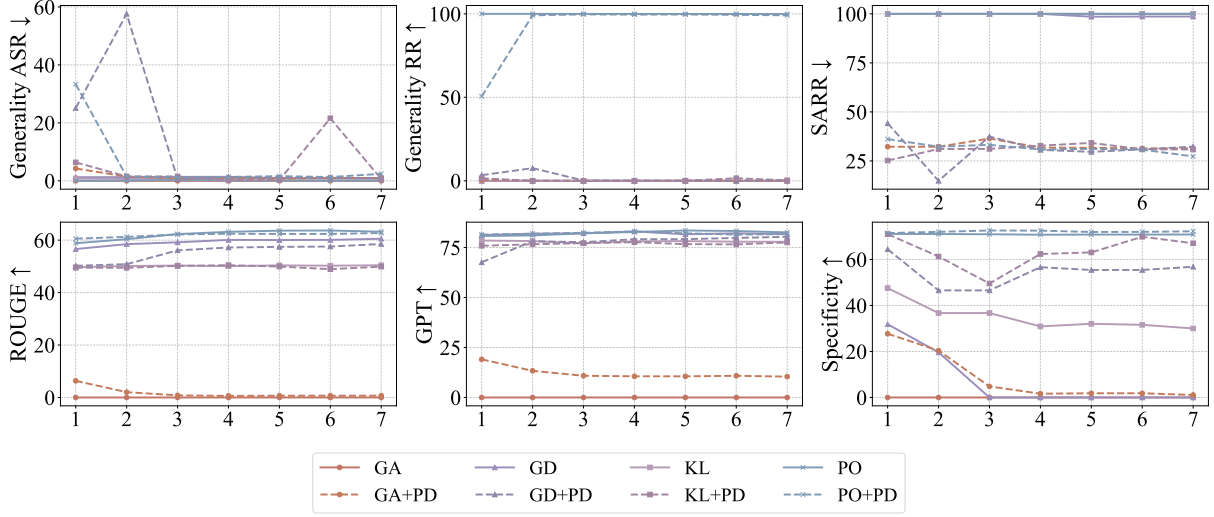 Generality ASR ↓
60
40
20
0
1 2 3 4 5 6 7
Generality RR ↑
100
50
0
1 2 3 4 5 6 7
SARR ↓
100
75
50
25
1 2 3 4 5 6 7
ROUGE ↑
60
40
20
0
1 2 3 4 5 6 7
GPT ↑
75
50
25
0
1 2 3 4 5 6 7
Specificity ↑
60
40
20
0
1 2 3 4 5 6 7
GA GD KL PO
GA+PD GD+PD KL+PD PO+PD